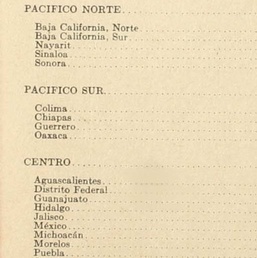 PACIFICO NORTE
Baja California, Norte
Baja California, Sur
Nayarit
Sinaloa
Sonora
PACIFICO SUR
Colima
Chiapas
Guerrero
Oaxaca
CENTRO
Aguascalientes
Distrito Federal
Guanajuato
Hidalgo
Jalisco
México
Michoacán
Morelos
Puebla